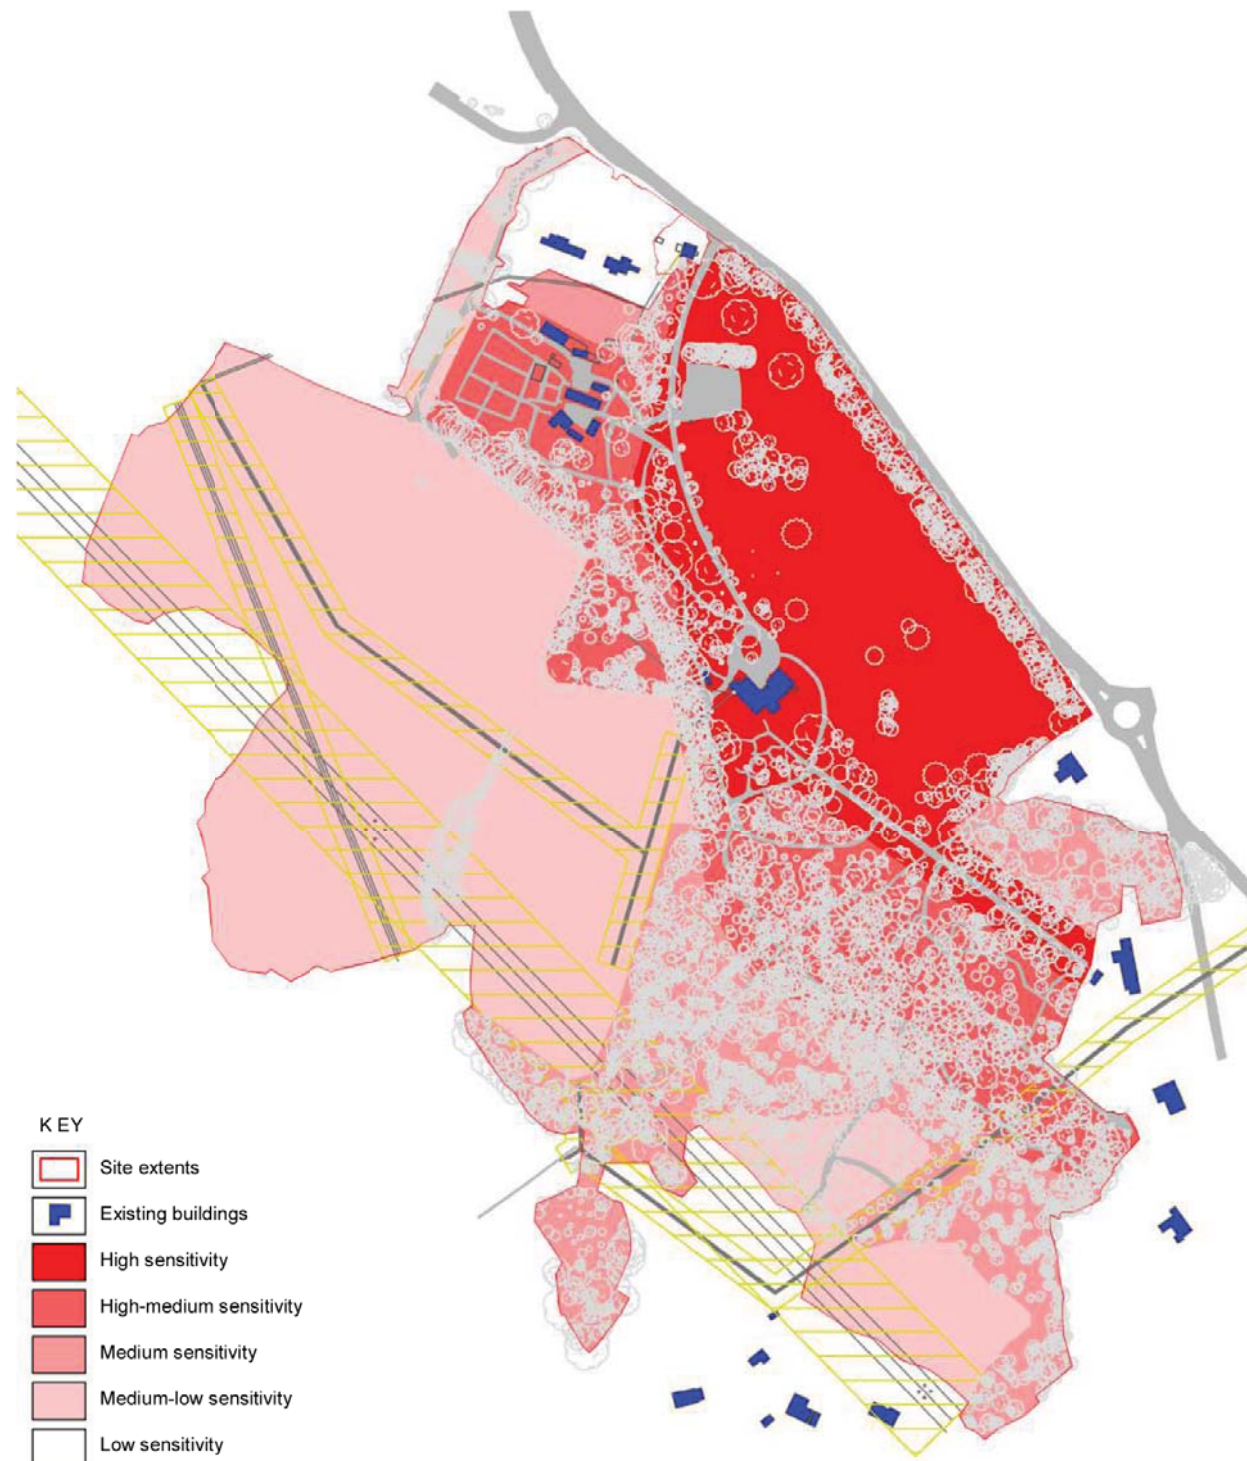 K EY
Site extents
Existing buildings
High sensitivity
High-medium sensitivity
Medium sensitivity
Medium-low sensitivity
Low sensitivity